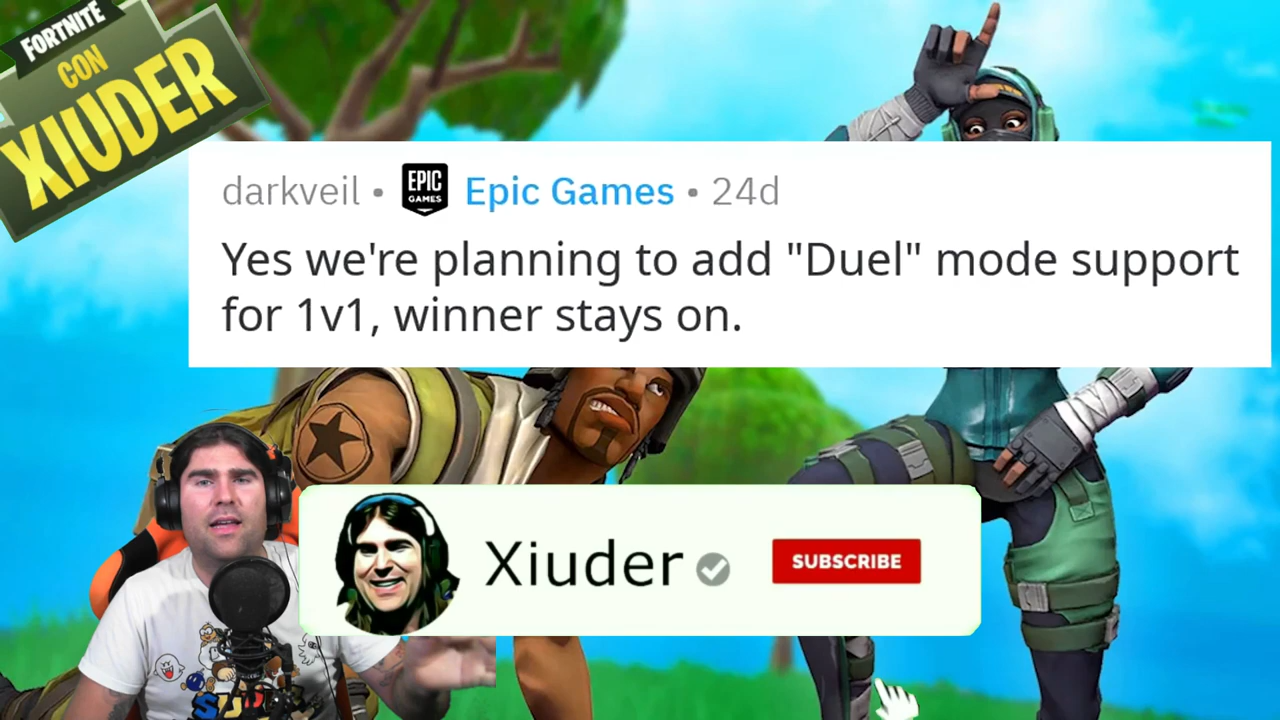 FORTNITE
CON
XIUDER
darkveil • EPIC GAMES Epic Games • 24d
Yes we're planning to add "Duel" mode support
for 1v1, winner stays on.
Xiuder
SUBSCRIBE